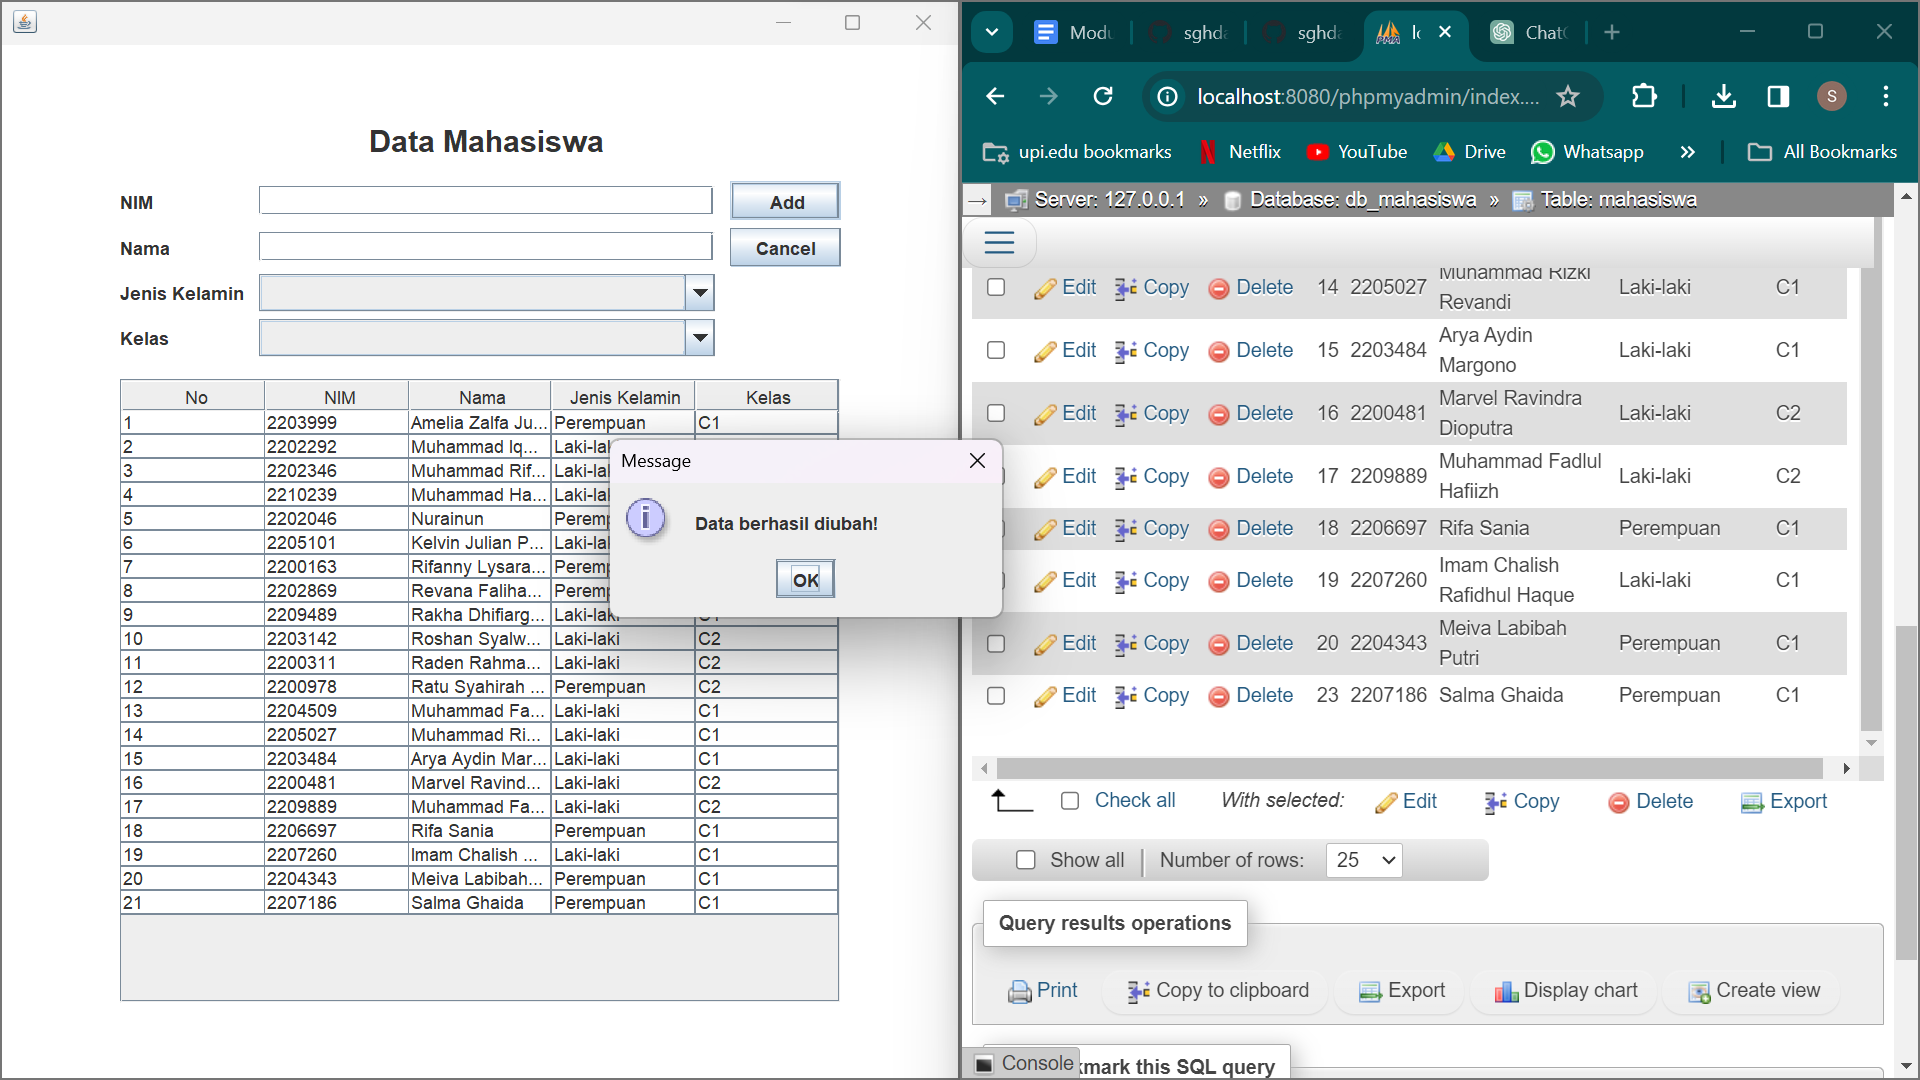 Data Mahasiswa
NIM
Add
Nama
Cancel
Jenis Kelamin
Kelas
No NIM Nama Jenis Kelamin Kelas
1 2203999 Amelia Zalfa Ju... Perempuan C1
2 2202292 Muhammad Iq... Laki-lal
3 2202346 Muhammad Rif... Laki-lal
4 2210239 Muhammad Ha... Laki-lal
5 2202046 Nurainun Peremp
6 2205101 Kelvin Julian P... Laki-lal
7 2200163 Rifanny Lysara... Peremp
8 2202869 Revana Faliha... Peremp
9 2209489 Rakha Dhifiarg... Laki-laki
10 2203142 Roshan Syalw... Laki-laki C2
11 2200311 Raden Rahma... Laki-laki C2
12 2200978 Ratu Syahirah ... Perempuan C2
13 2204509 Muhammad Fa... Laki-laki C1
14 2205027 Muhammad Ri... Laki-laki C1
15 2203484 Arya Aydin Mar... Laki-laki C1
16 2200481 Marvel Ravind... Laki-laki C2
17 2209889 Muhammad Fa... Laki-laki C2
18 2206697 Rifa Sania Perempuan C1
19 2207260 Imam Chalish ... Laki-laki C1
20 2204343 Meiva Labibah... Perempuan C1
21 2207186 Salma Ghaida Perempuan C1
Message
Data berhasil diubah!
OK
Modu sghda sghda lo ChatG
localhost:8080/phpmyadmin/index.... S
upi.edu bookmarks Netflix YouTube Drive Whatsapp » All Bookmarks
Server: 127.0.0.1 » Database: db_mahasiswa » Table: mahasiswa
Edit Copy Delete 14 2205027 Muhammad Rizki Revandi Laki-laki C1
Edit Copy Delete 15 2203484 Arya Aydin Margono Laki-laki C1
Edit Copy Delete 16 2200481 Marvel Ravindra Dioputra Laki-laki C2
Edit Copy Delete 17 2209889 Muhammad Fadlul Hafiizh Laki-laki C2
Edit Copy Delete 18 2206697 Rifa Sania Perempuan C1
Edit Copy Delete 19 2207260 Imam Chalish Rafidhul Haque Laki-laki C1
Edit Copy Delete 20 2204343 Meiva Labibah Putri Perempuan C1
Edit Copy Delete 23 2207186 Salma Ghaida Perempuan C1
Check all With selected: Edit Copy Delete Export
Show all Number of rows: 25
Query results operations
Print Copy to clipboard Export Display chart Create view
Console
kmark this SQL query